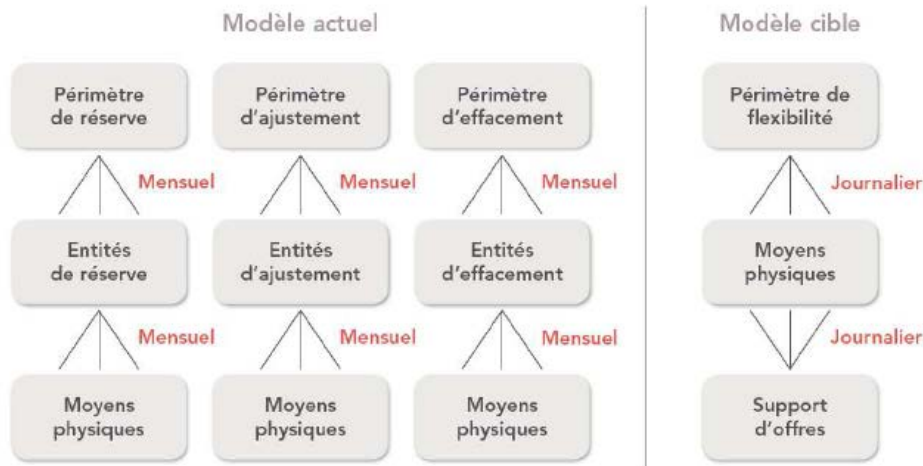 Modèle actuel
Modèle cible
Périmètre
de réserve
Périmètre
d'ajustement
Périmètre
d'effacement
Périmètre de
flexibilité
Mensuel
Mensuel
Mensuel
Journalier
Entités
de réserve
Entités
d'ajustement
Entités
d'effacement
Moyens
physiques
Mensuel
Mensuel
Mensuel
Journalier
Moyens
physiques
Moyens
physiques
Moyens
physiques
Support
d'offres